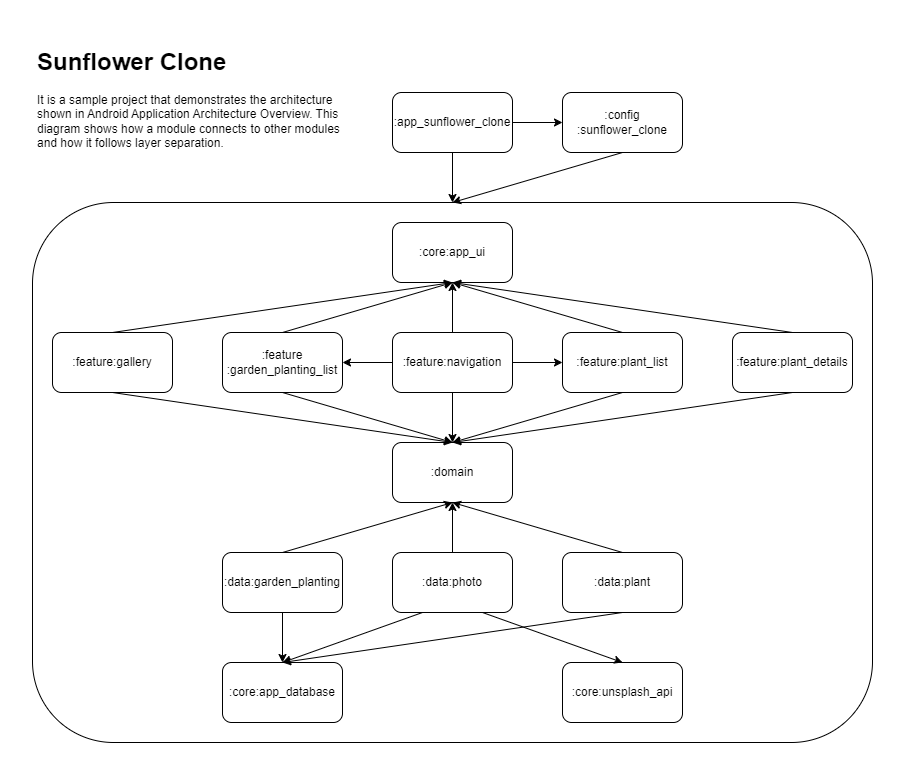 Sunflower Clone
It is a sample project that demonstrates the architecture
shown in Android Application Architecture Overview. This
diagram shows how a module connects to other modules
and how it follows layer separation.
:app_sunflower_clone
:config
:sunflower_clone
:core:app_ui
:feature:gallery
:feature
:garden_planting_list
:feature:navigation
:feature:plant_list
:feature:plant_details
:domain
:data:garden_planting
:data:photo
:data:plant
:core:app_database
:core:unsplash_api